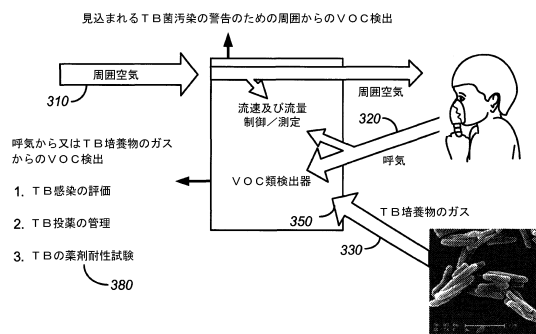 見込まれるTB菌汚染の警告のための周囲からのVOC検出
周囲空気
310
周囲空気
流速及び流量
制御／測定
320
呼気
呼気から又はTB培養物のガス
からのVOC検出
VOC類検出器
1. TB感染の評価
2. TB投薬の管理
3. TBの薬剤耐性試験
380
350
TB培養物のガス
330